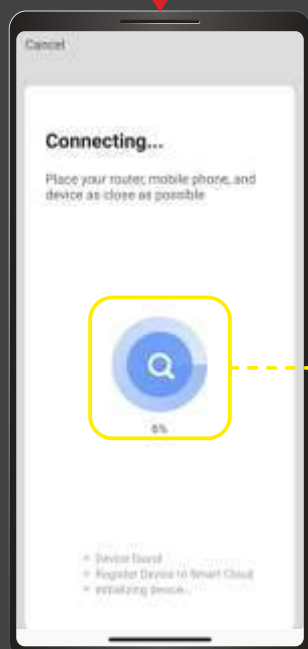 Cancel
Connecting...
Place your router, mobile phone, and
device as close as possible
6%
Device found
Register Device to Smart Cloud
Initializing device...